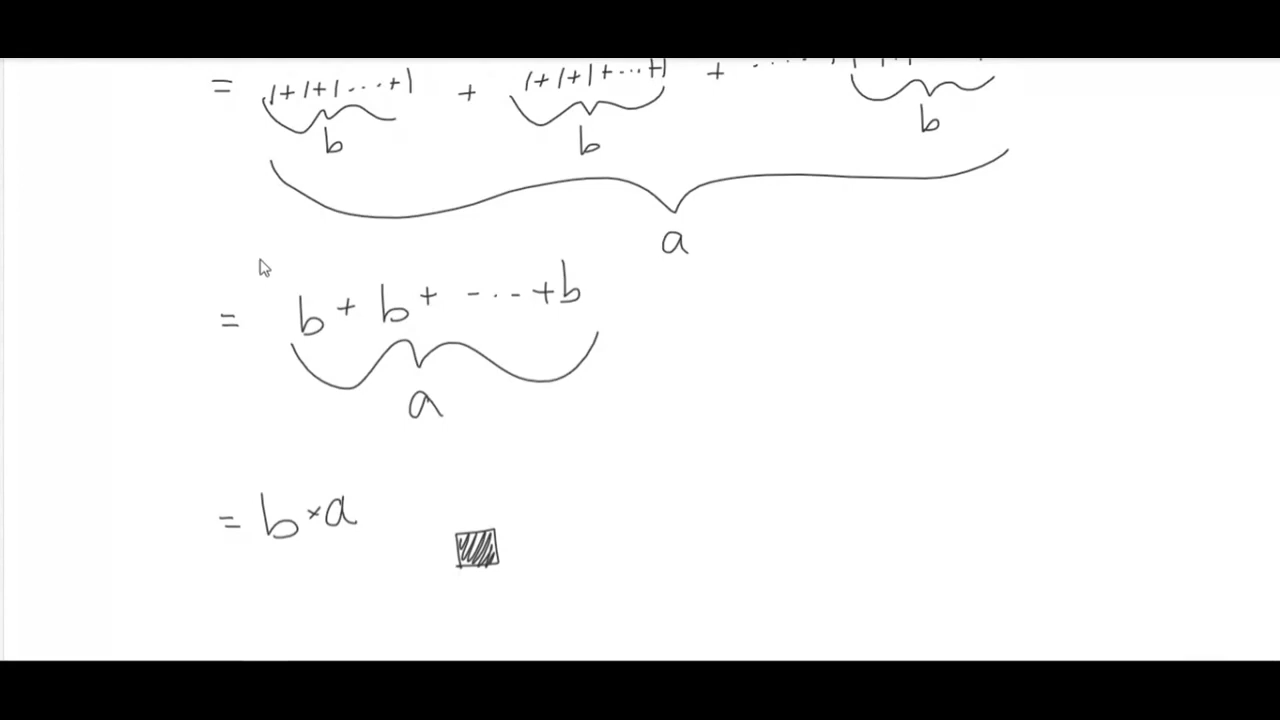 = 1+1+1...+1 + 1+1+1+...+1 + .....
b b b
a
= b + b + ---- +b
a
= b×a